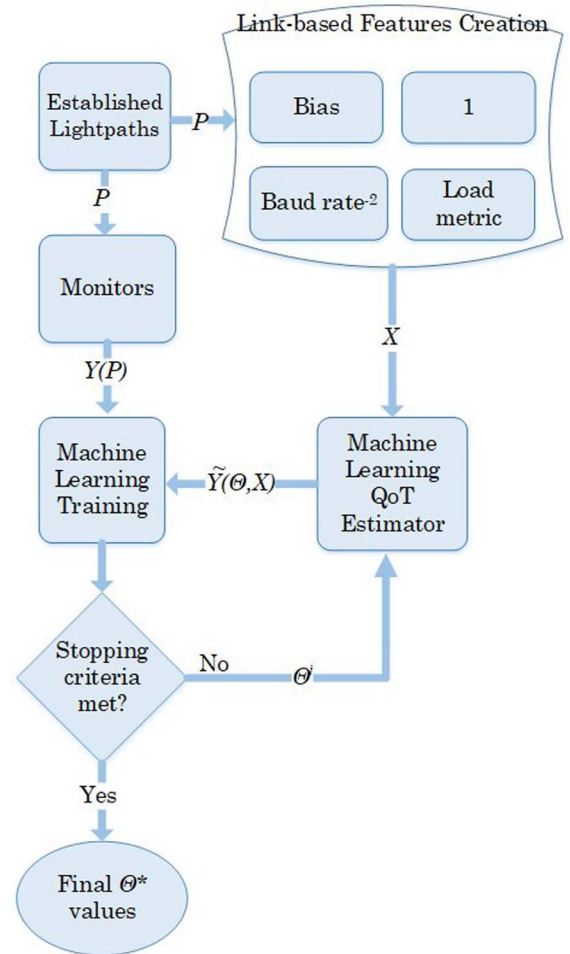 Link-based Features Creation
Established
Lightpaths
P
Bias
1
Baud rate⁻²
Load
metric
P
Monitors
X
Y(P)
Machine
Learning
Training
Ỹ(Θ,X)
Machine
Learning
QoT
Estimator
Stopping
criteria
met?
No
Θⁱ
Yes
Final Θ*
values